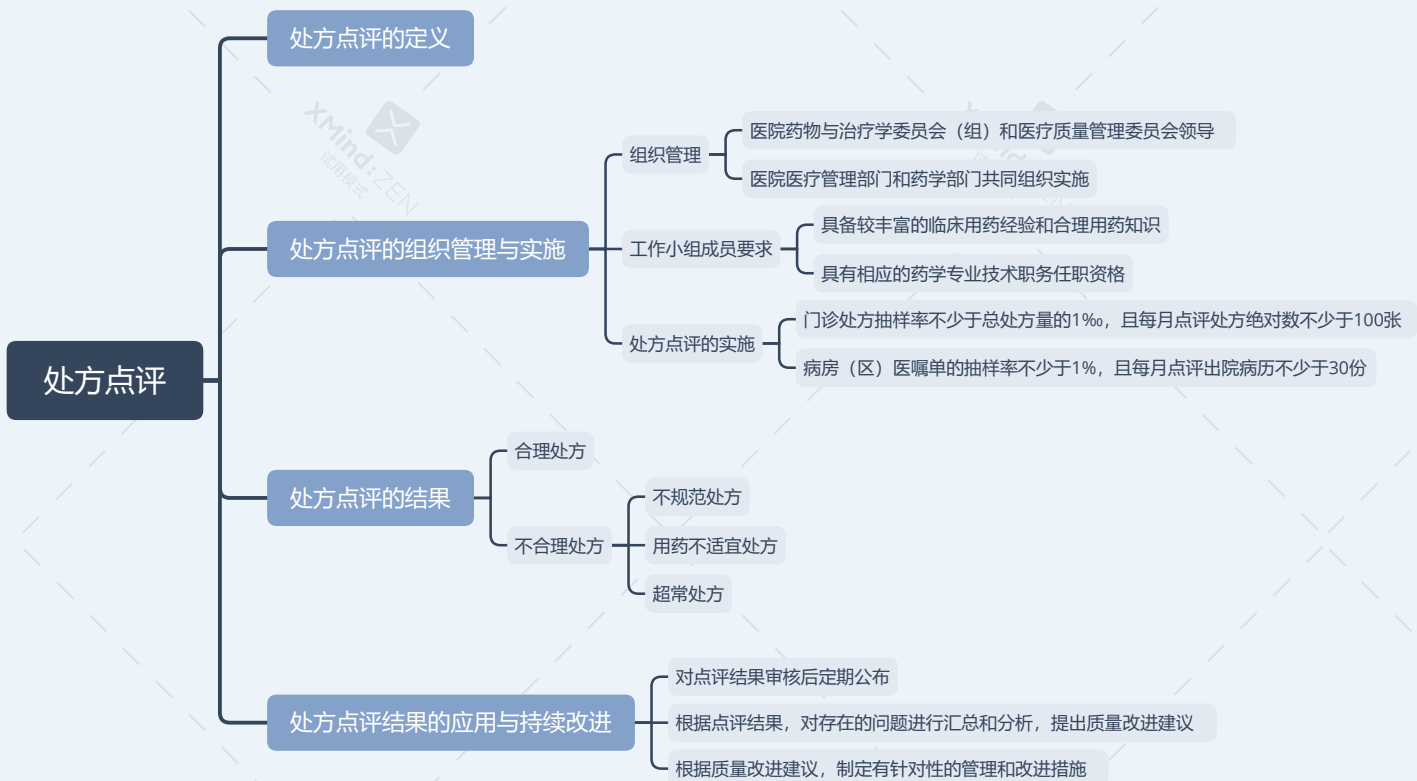 处方点评
处方点评的定义
处方点评的组织管理与实施
组织管理
医院药物与治疗学委员会（组）和医疗质量管理委员会领导
医院医疗管理部门和药学部门共同组织实施
工作小组成员要求
具备较丰富的临床用药经验和合理用药知识
具有相应的药学专业技术职务任职资格
处方点评的实施
门诊处方抽样率不少于总处方量的1‰，且每月点评处方绝对数不少于100张
病房（区）医嘱单的抽样率不少于1%，且每月点评出院病历不少于30份
处方点评的结果
合理处方
不合理处方
不规范处方
用药不适宜处方
超常处方
处方点评结果的应用与持续改进
对点评结果审核后定期公布
根据点评结果，对存在的问题进行汇总和分析，提出质量改进建议
根据质量改进建议，制定有针对性的管理和改进措施
XMind:ZEN
试用模式